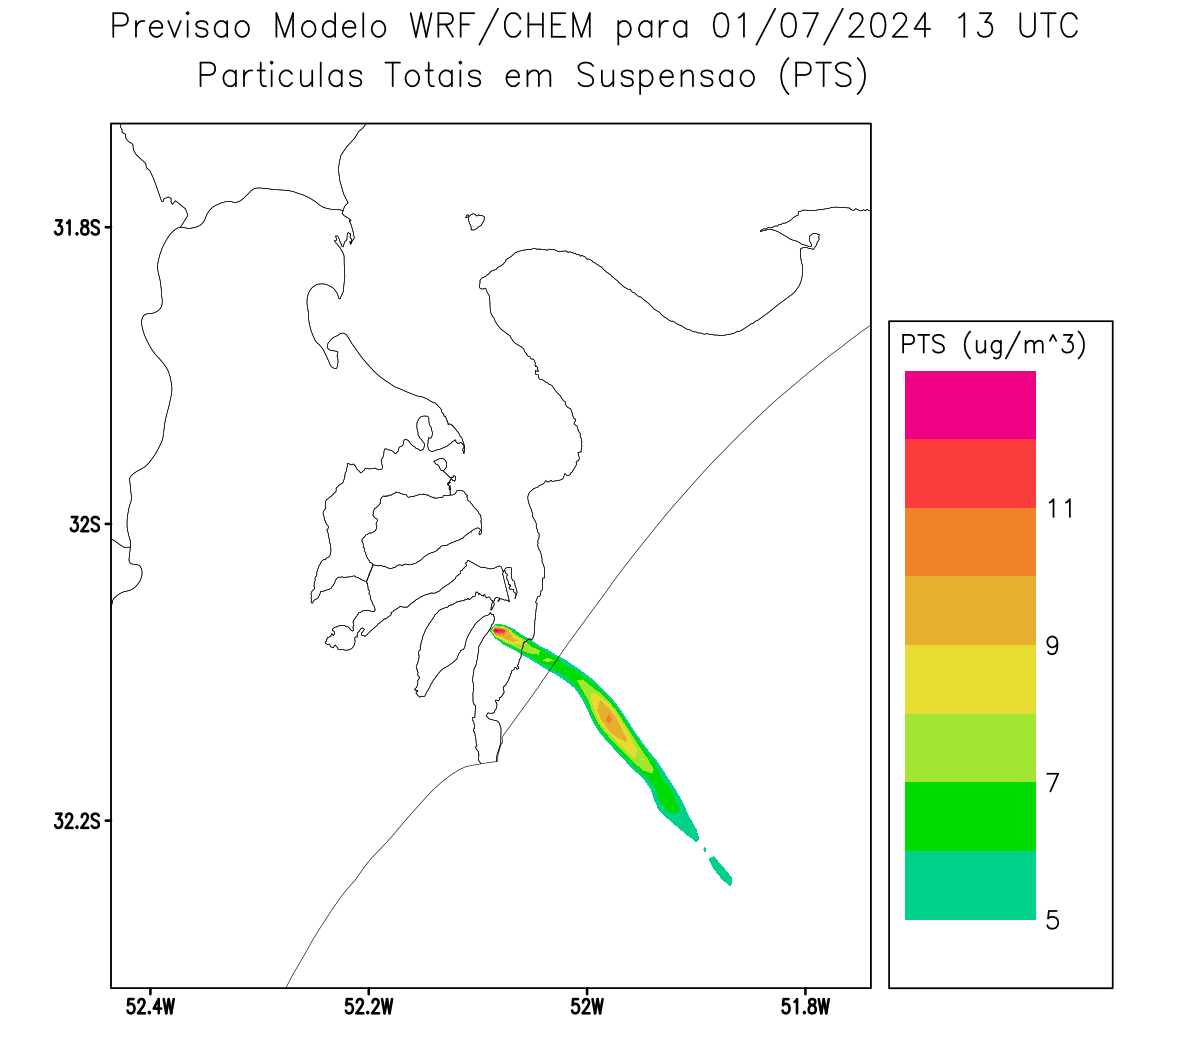 Previsao Modelo WRF/CHEM para 01/07/2024 13 UTC
Particulas Totais em Suspensao (PTS)
31.8S
32S
32.2S
52.4W
52.2W
52W
51.8W
PTS (ug/m^3)
11
9
7
5